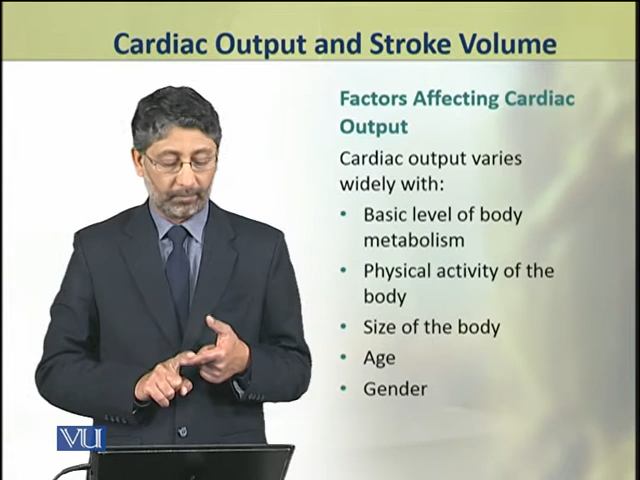 Cardiac Output and Stroke Volume
Factors Affecting Cardiac
Output
Cardiac output varies
widely with:
• Basic level of body
metabolism
• Physical activity of the
body
• Size of the body
• Age
• Gender
VU